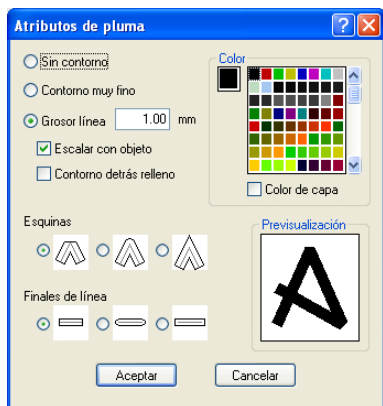 Atributos de pluma
Sin contorno
Contorno muy fino
Grosor línea 1.00 mm
Escalar con objeto
Contorno detrás relleno
Color
Color de capa
Esquinas
Finales de línea
Previsualización
Aceptar Cancelar